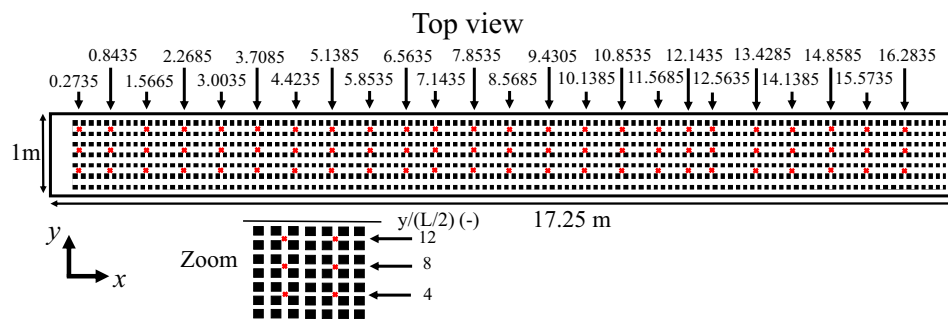 Top view
0.8435 2.2685 3.7085 5.1385 6.5635 7.8535 9.4305 10.8535 12.1435 13.4285 14.8585 16.2835
0.2735 1.5665 3.0035 4.4235 5.8535 7.1435 8.5685 10.1385 11.5685 12.5635 14.1385 15.5735
1m
17.25 m
y/(L/2) (-)
y
12
Zoom
8
x
4